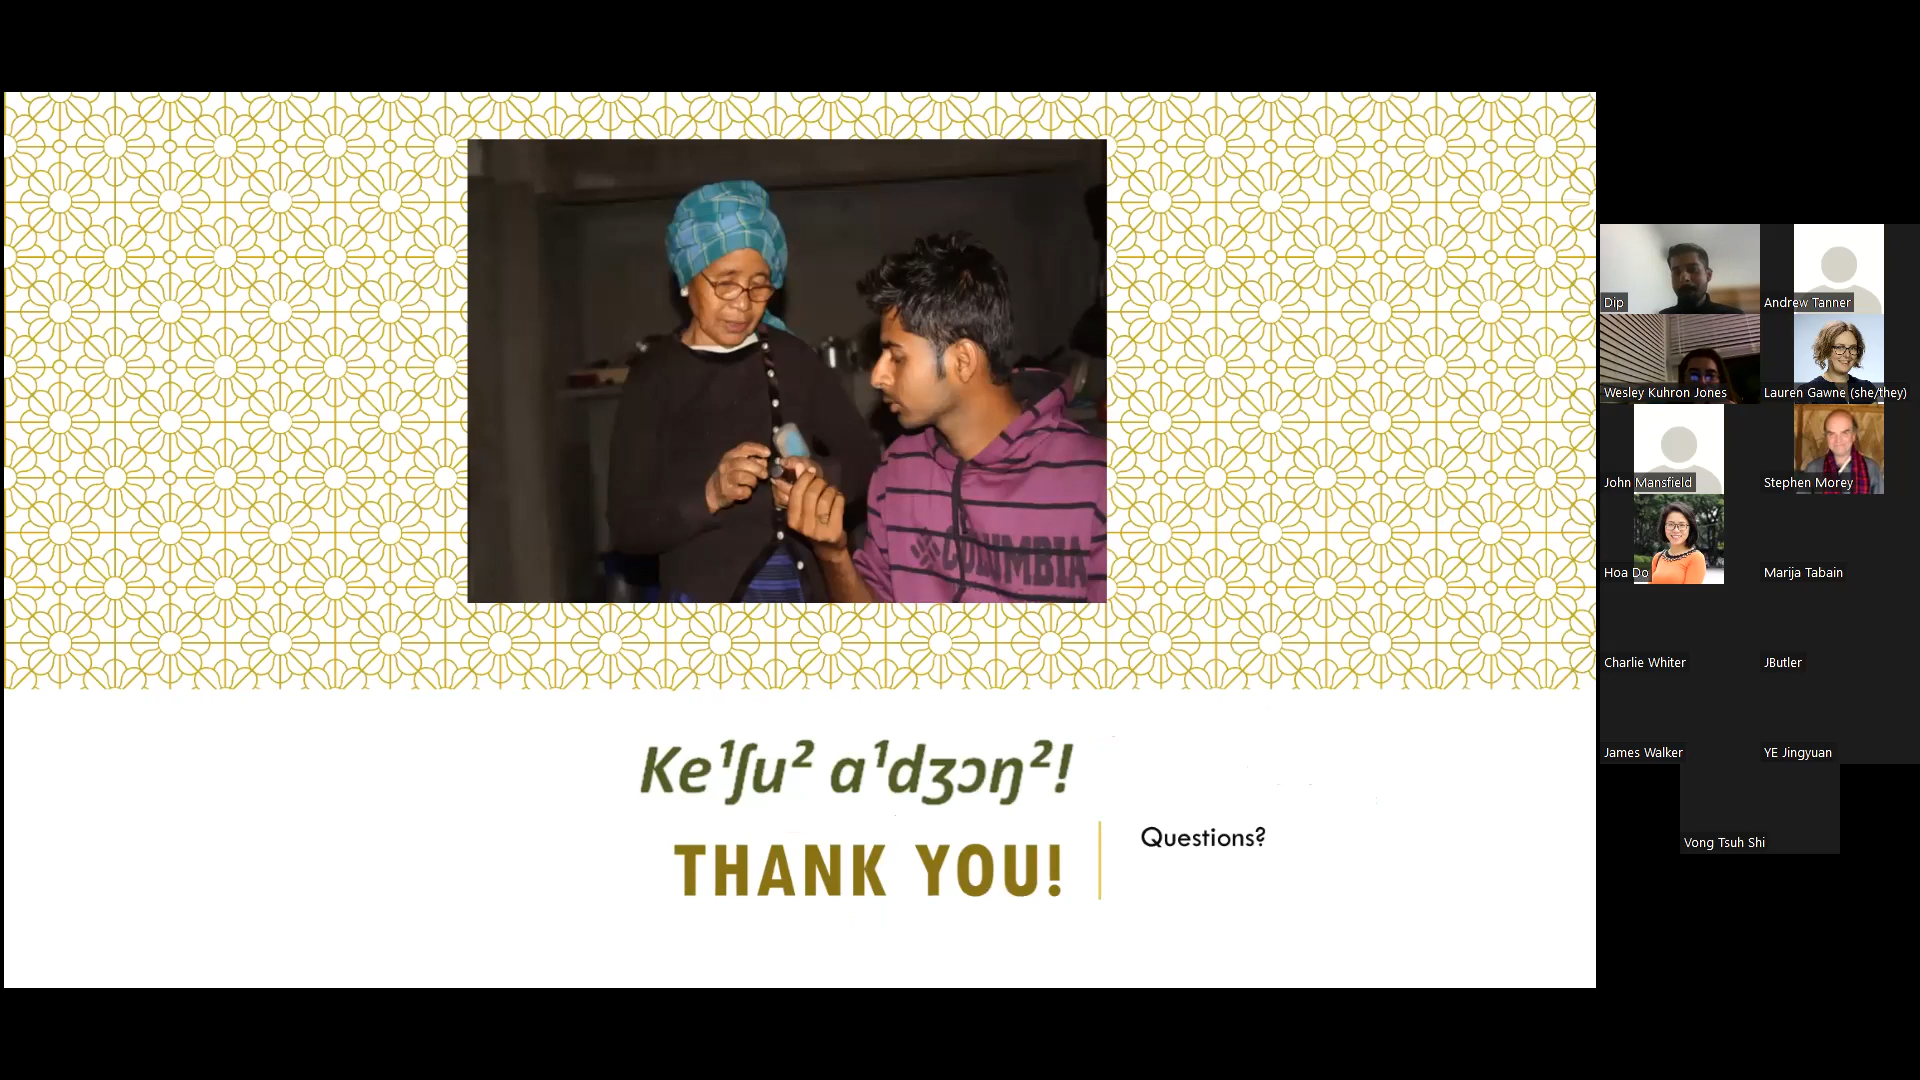 COLUMBIA
Ke¹ʃu² a¹dʒɔŋ²!
THANK YOU!
Questions?
Dip
Andrew Tanner
Wesley Kuhron Jones
Lauren Gawne (she/they)
John Mansfield
Stephen Morey
Hoa Do
Marija Tabain
Charlie Whiter
JButler
James Walker
YE Jingyuan
Vong Tsuh Shi